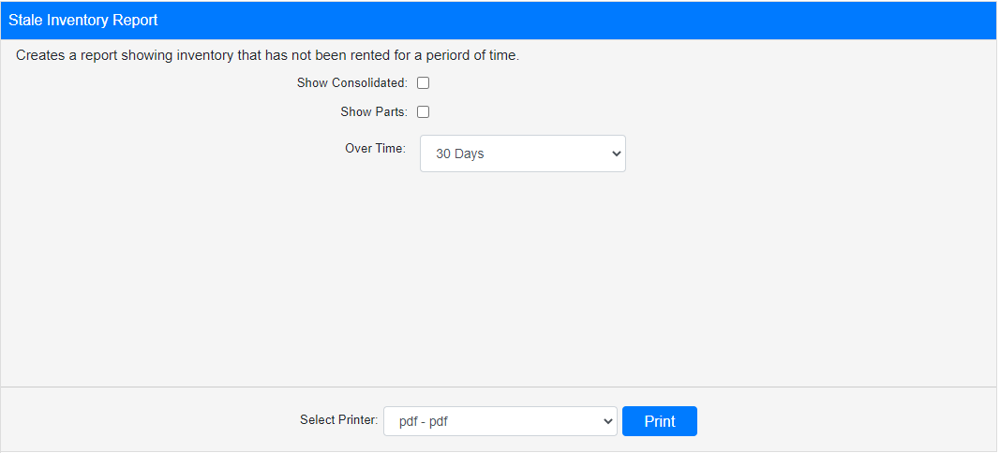 Stale Inventory Report
Creates a report showing inventory that has not been rented for a periord of time.
Show Consolidated:
Show Parts:
Over Time: 30 Days
Select Printer: pdf - pdf Print